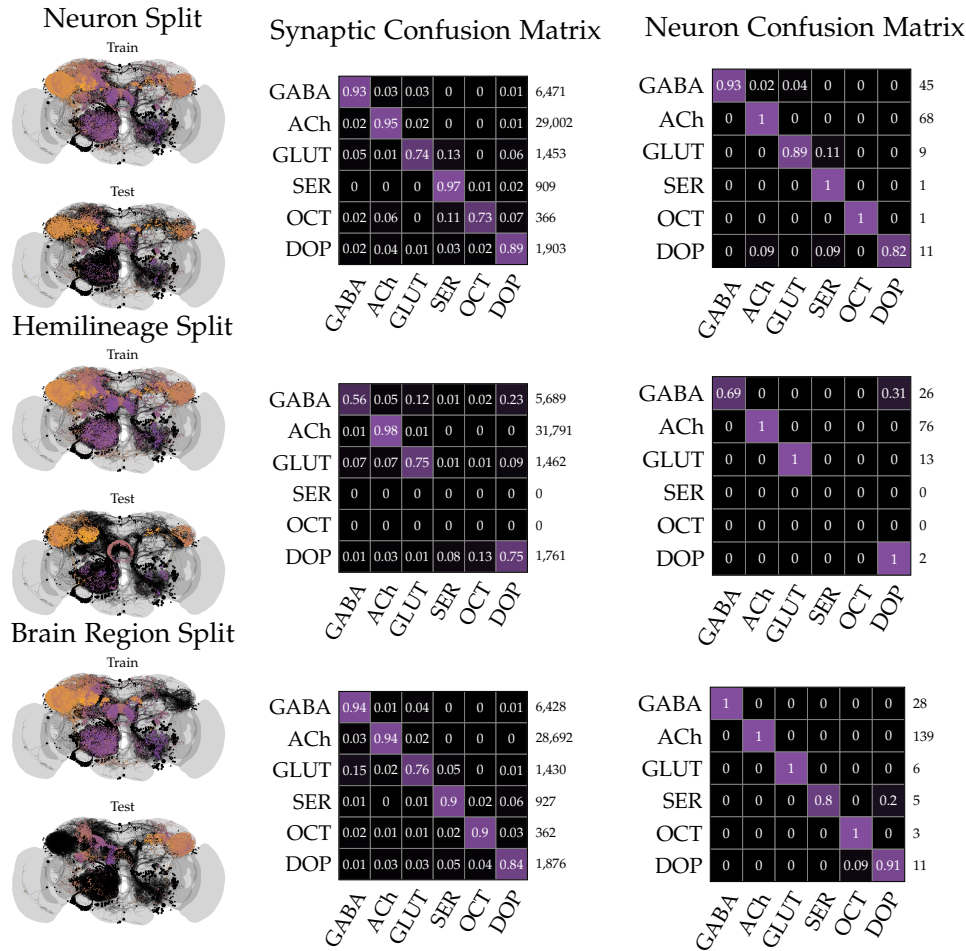 Neuron Split
Synaptic Confusion Matrix
Neuron Confusion Matrix
Train
Test
GABA 0.93 0.03 0.03 0 0 0.01 6,471
ACh 0.02 0.95 0.02 0 0 0.01 29,002
GLUT 0.05 0.01 0.74 0.13 0 0.06 1,453
SER 0 0 0 0.97 0.01 0.02 909
OCT 0.02 0.06 0 0.11 0.73 0.07 366
DOP 0.02 0.04 0.01 0.03 0.02 0.89 1,903
GABA ACh GLUT SER OCT DOP
GABA 0.93 0.02 0.04 0 0 0 45
ACh 0 1 0 0 0 0 68
GLUT 0 0 0.89 0.11 0 0 9
SER 0 0 0 1 0 0 1
OCT 0 0 0 0 1 0 1
DOP 0 0.09 0 0.09 0 0.82 11
GABA ACh GLUT SER OCT DOP
Hemilineage Split
Train
Test
GABA 0.56 0.05 0.12 0.01 0.02 0.23 5,689
ACh 0.01 0.98 0.01 0 0 0 31,791
GLUT 0.07 0.07 0.75 0.01 0.01 0.09 1,462
SER 0 0 0 0 0 0 0
OCT 0 0 0 0 0 0 0
DOP 0.01 0.03 0.01 0.08 0.13 0.75 1,761
GABA ACh GLUT SER OCT DOP
GABA 0.69 0 0 0 0 0.31 26
ACh 0 1 0 0 0 0 76
GLUT 0 0 1 0 0 0 13
SER 0 0 0 0 0 0 0
OCT 0 0 0 0 0 0 0
DOP 0 0 0 0 0 1 2
GABA ACh GLUT SER OCT DOP
Brain Region Split
Train
Test
GABA 0.94 0.01 0.04 0 0 0.01 6,428
ACh 0.03 0.94 0.02 0 0 0 28,692
GLUT 0.15 0.02 0.76 0.05 0 0.01 1,430
SER 0.01 0 0.01 0.9 0.02 0.06 927
OCT 0.02 0.01 0.01 0.02 0.9 0.03 362
DOP 0.01 0.03 0.03 0.05 0.04 0.84 1,876
GABA ACh GLUT SER OCT DOP
GABA 1 0 0 0 0 0 28
ACh 0 1 0 0 0 0 139
GLUT 0 0 1 0 0 0 6
SER 0 0 0 0.8 0 0.2 5
OCT 0 0 0 0 1 0 3
DOP 0 0 0 0 0.09 0.91 11
GABA ACh GLUT SER OCT DOP